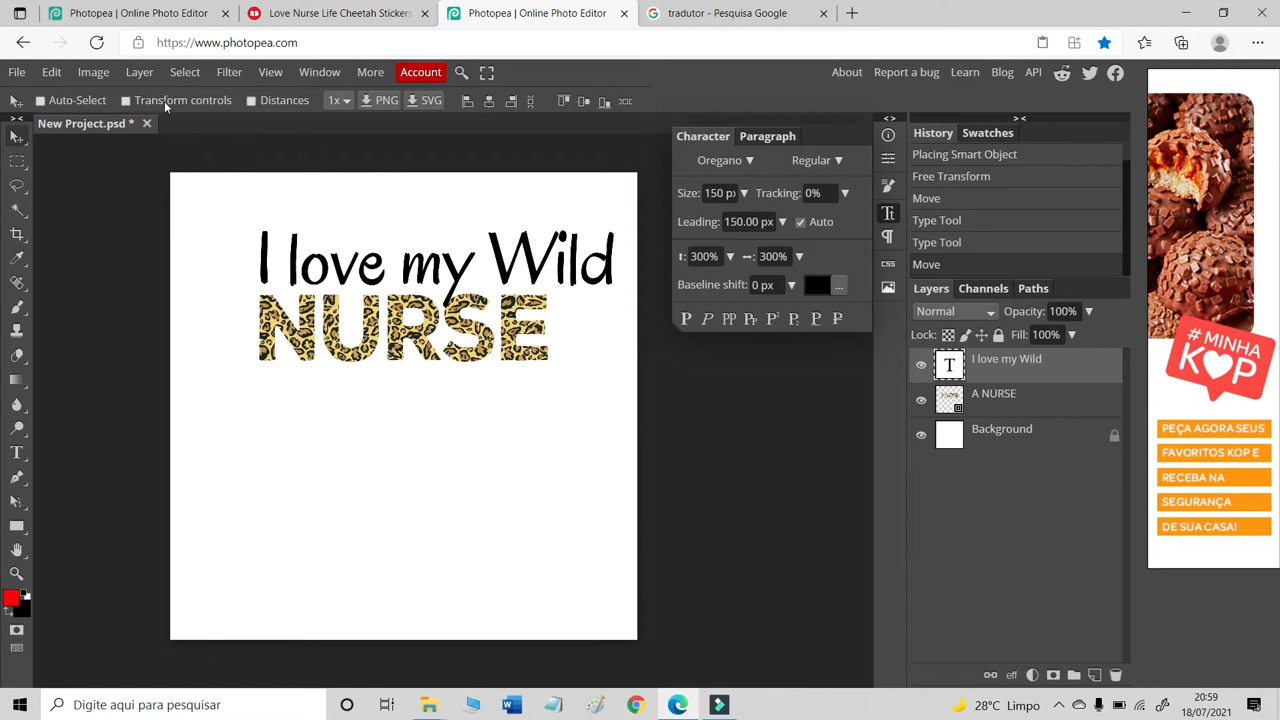 Photopea | Online Photo Editor
Love Nurse Life Cheetah Stickers
Photopea | Online Photo Editor
tradutor - Pesquisa Google
https://www.photopea.com
File Edit Image Layer Select Filter View Window More Account
About Report a bug Learn Blog API
Auto-Select Transform controls Distances 1x PNG SVG
New Project.psd *
Character Paragraph
Oregano Regular
Size: 150 px Tracking: 0%
Leading: 150.00 px Auto
300% 300%
Baseline shift: 0 px ...
CSS
History Swatches
Placing Smart Object
Free Transform
Move
Type Tool
Type Tool
Move
Layers Channels Paths
Normal Opacity: 100%
Lock: Fill: 100%
I love my Wild
A NURSE
Background
eff
I love my Wild
NURSE
# MINHA
KOP
PEÇA AGORA SEUS
FAVORITOS KOP E
RECEBA NA
SEGURANÇA
DE SUA CASA!
Digite aqui para pesquisar
28°C Limpo
20:59
18/07/2021